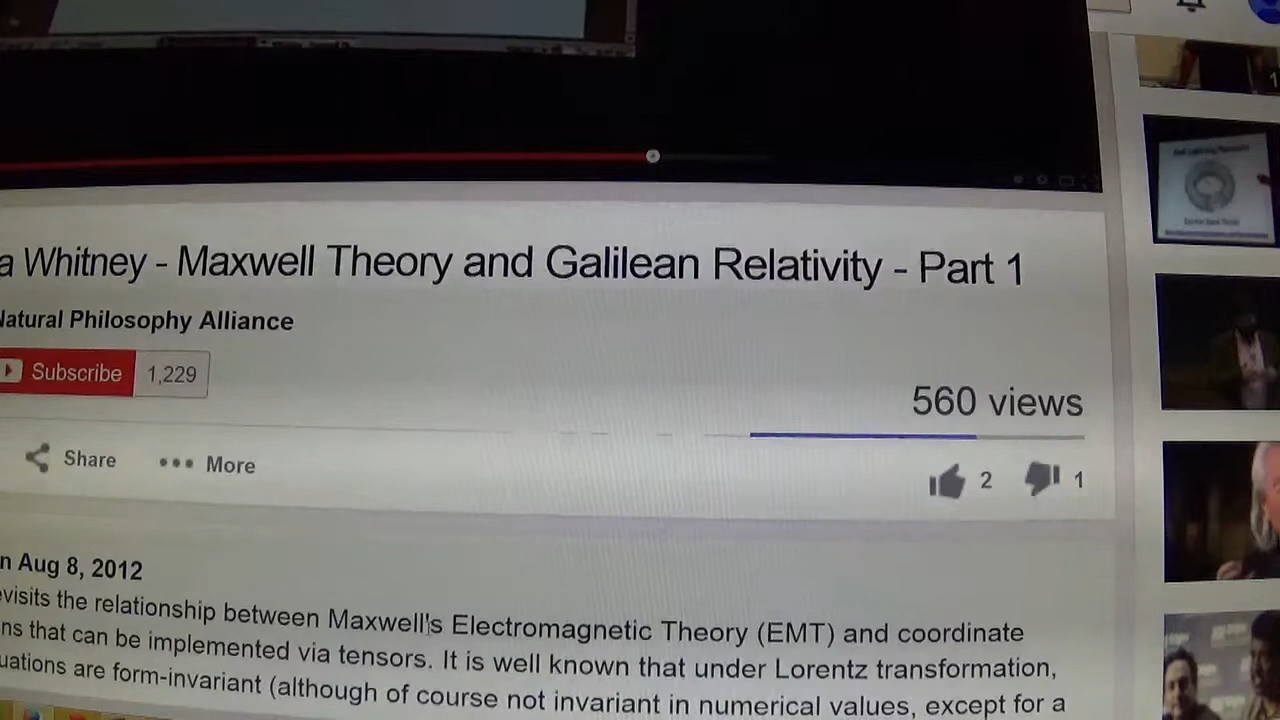 a Whitney - Maxwell Theory and Galilean Relativity - Part 1
Natural Philosophy Alliance
Subscribe 1,229
560 views
Share More
2 1
n Aug 8, 2012
evisits the relationship between Maxwell's Electromagnetic Theory (EMT) and coordinate
ns that can be implemented via tensors. It is well known that under Lorentz transformation,
uations are form-invariant (although of course not invariant in numerical values, except for a